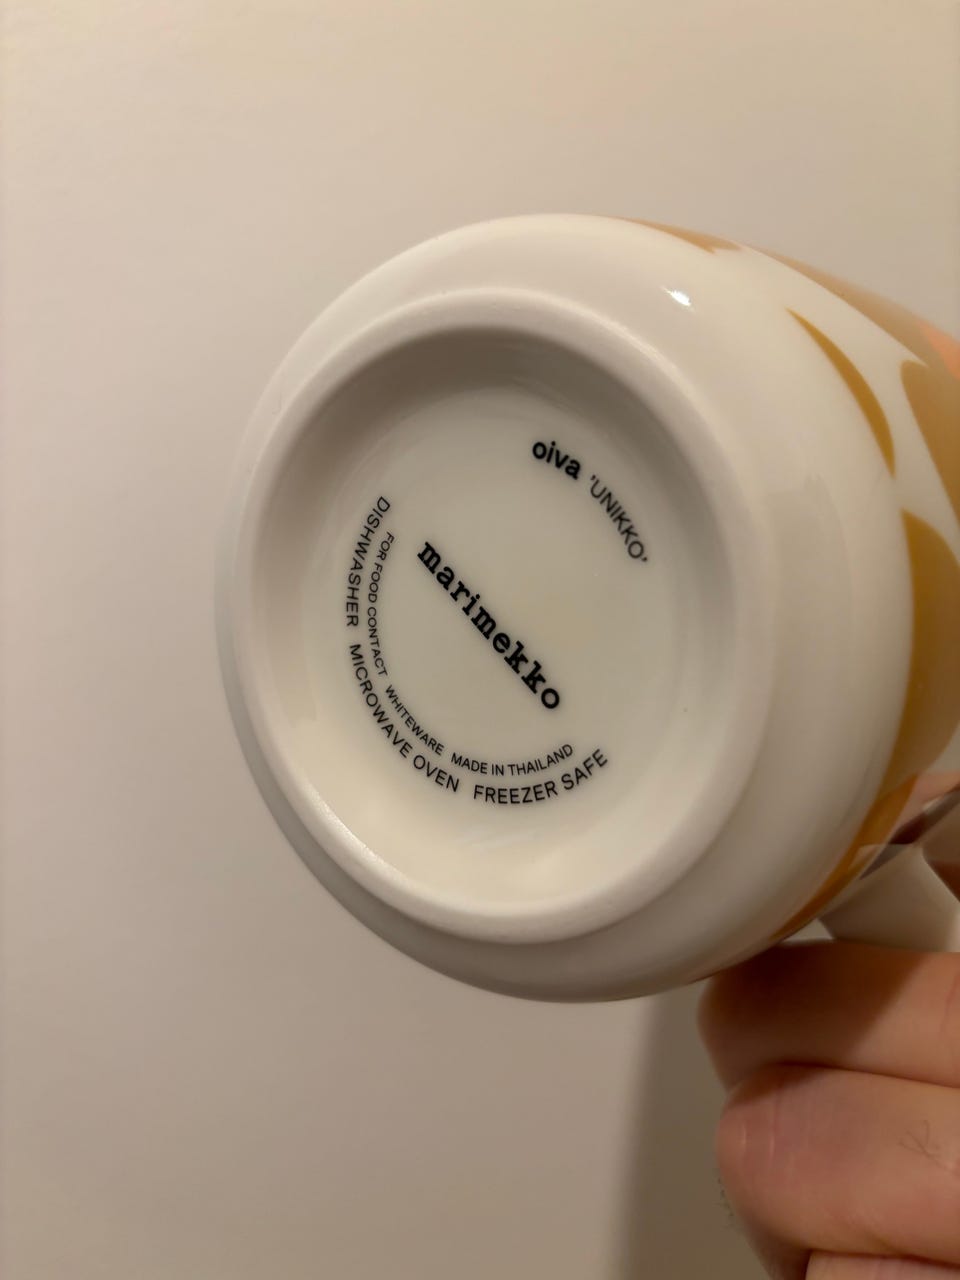 oiva 'UNIKKO'
marimekko
FOR FOOD CONTACT WHITEWARE MADE IN THAILAND
DISHWASHER MICROWAVE OVEN FREEZER SAFE